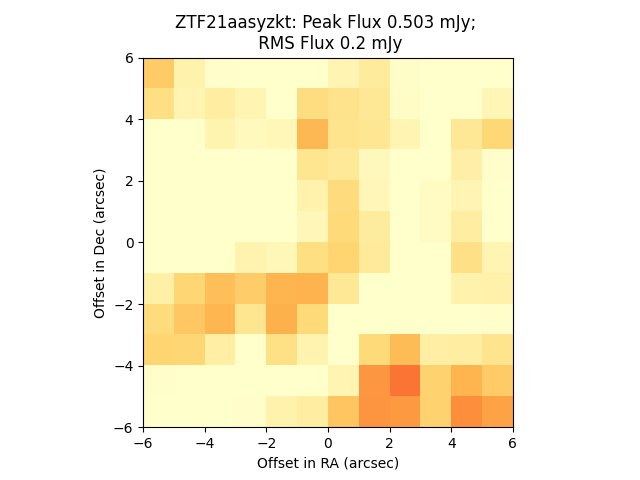 ZTF21aasyzkt: Peak Flux 0.503 mJy;
RMS Flux 0.2 mJy
6
4
2
0
−2
−4
−6
Offset in Dec (arcsec)
−6 −4 −2 0 2 4 6
Offset in RA (arcsec)